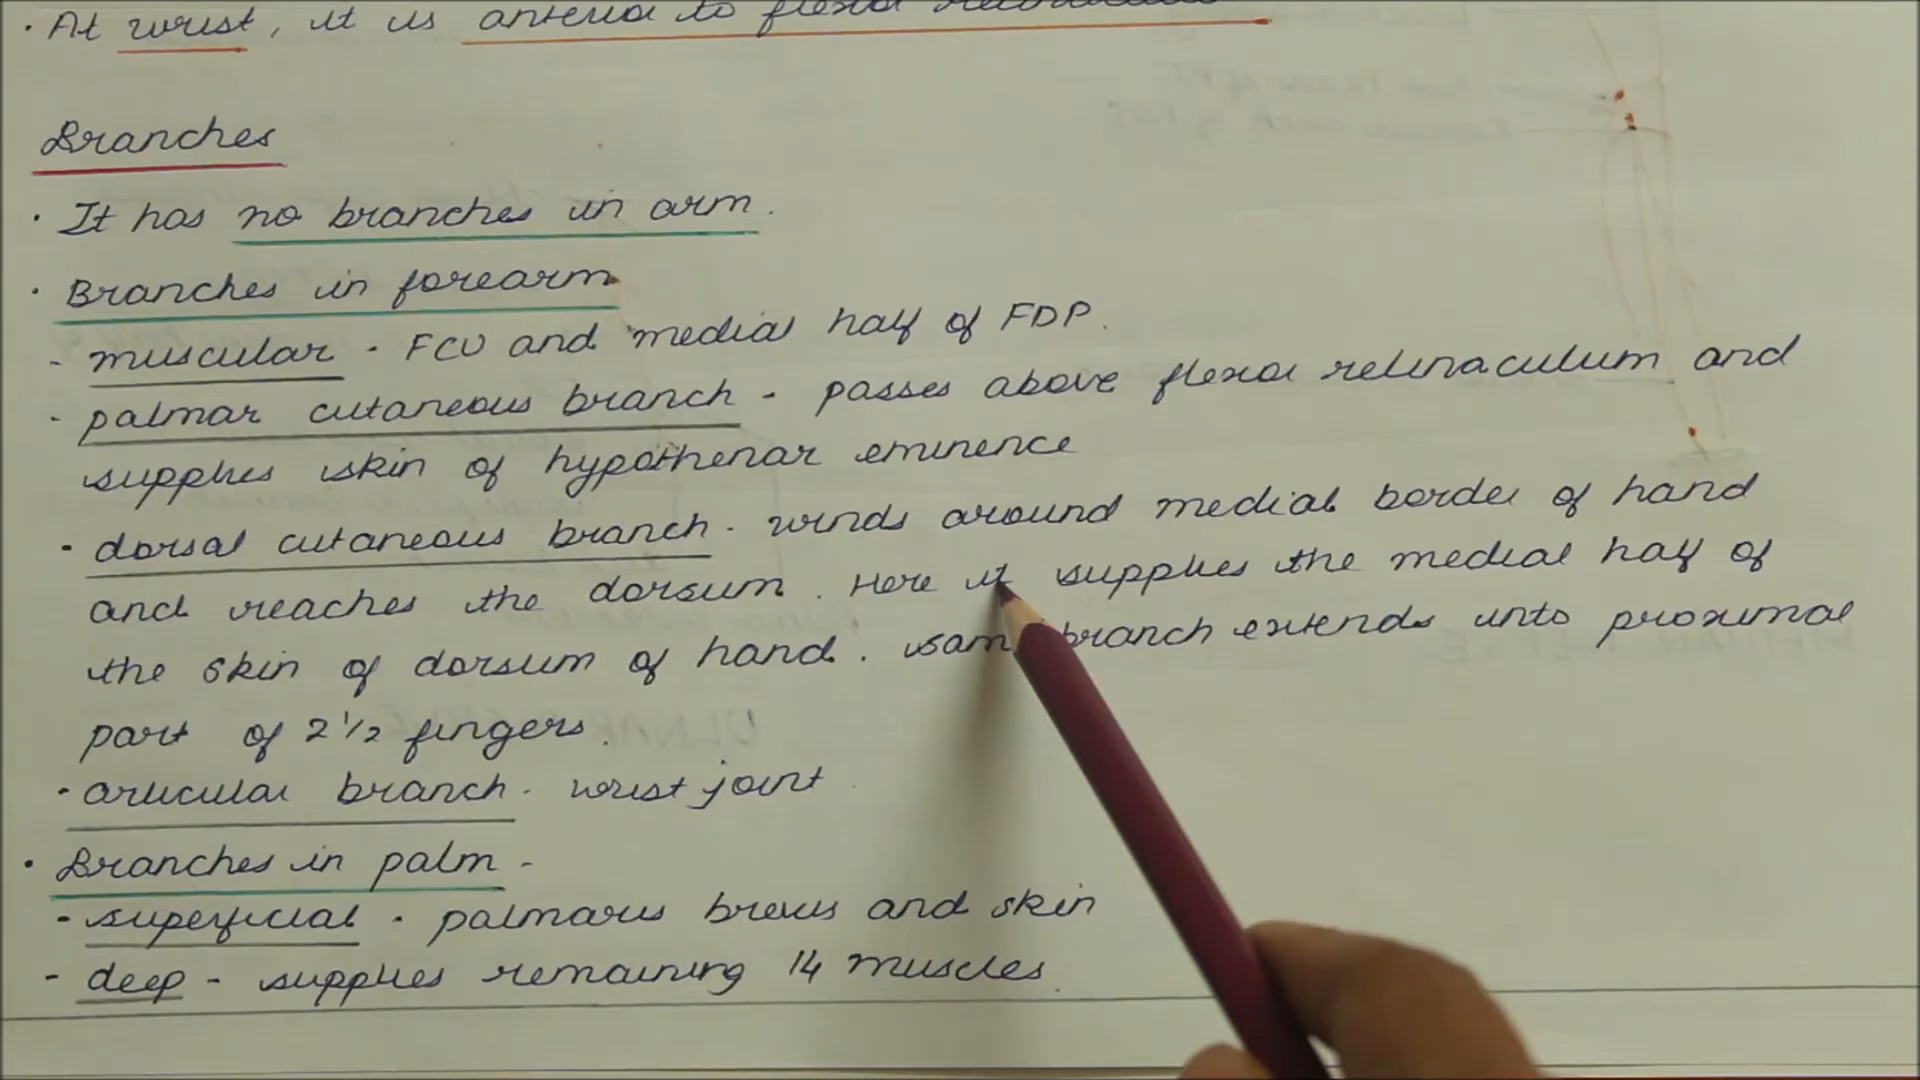 · At wrist, it is anterior to flexor
Branches
· It has no branches in arm.
· Branches in forearm
- muscular - FCU and medial half of FDP.
- palmar cutaneous branch - passes above flexor retinaculum and
supplies skin of hypothenar eminence
- dorsal cutaneous branch - winds around medial border of hand
and reaches the dorsum. Here it supplies the medial half of
the skin of dorsum of hand. branch extends into proximal
part of 2 1/2 fingers.
- articular branch - wrist joint
· Branches in palm -
- superficial - palmaris brevis and skin
- deep - supplies remaining 14 muscles.